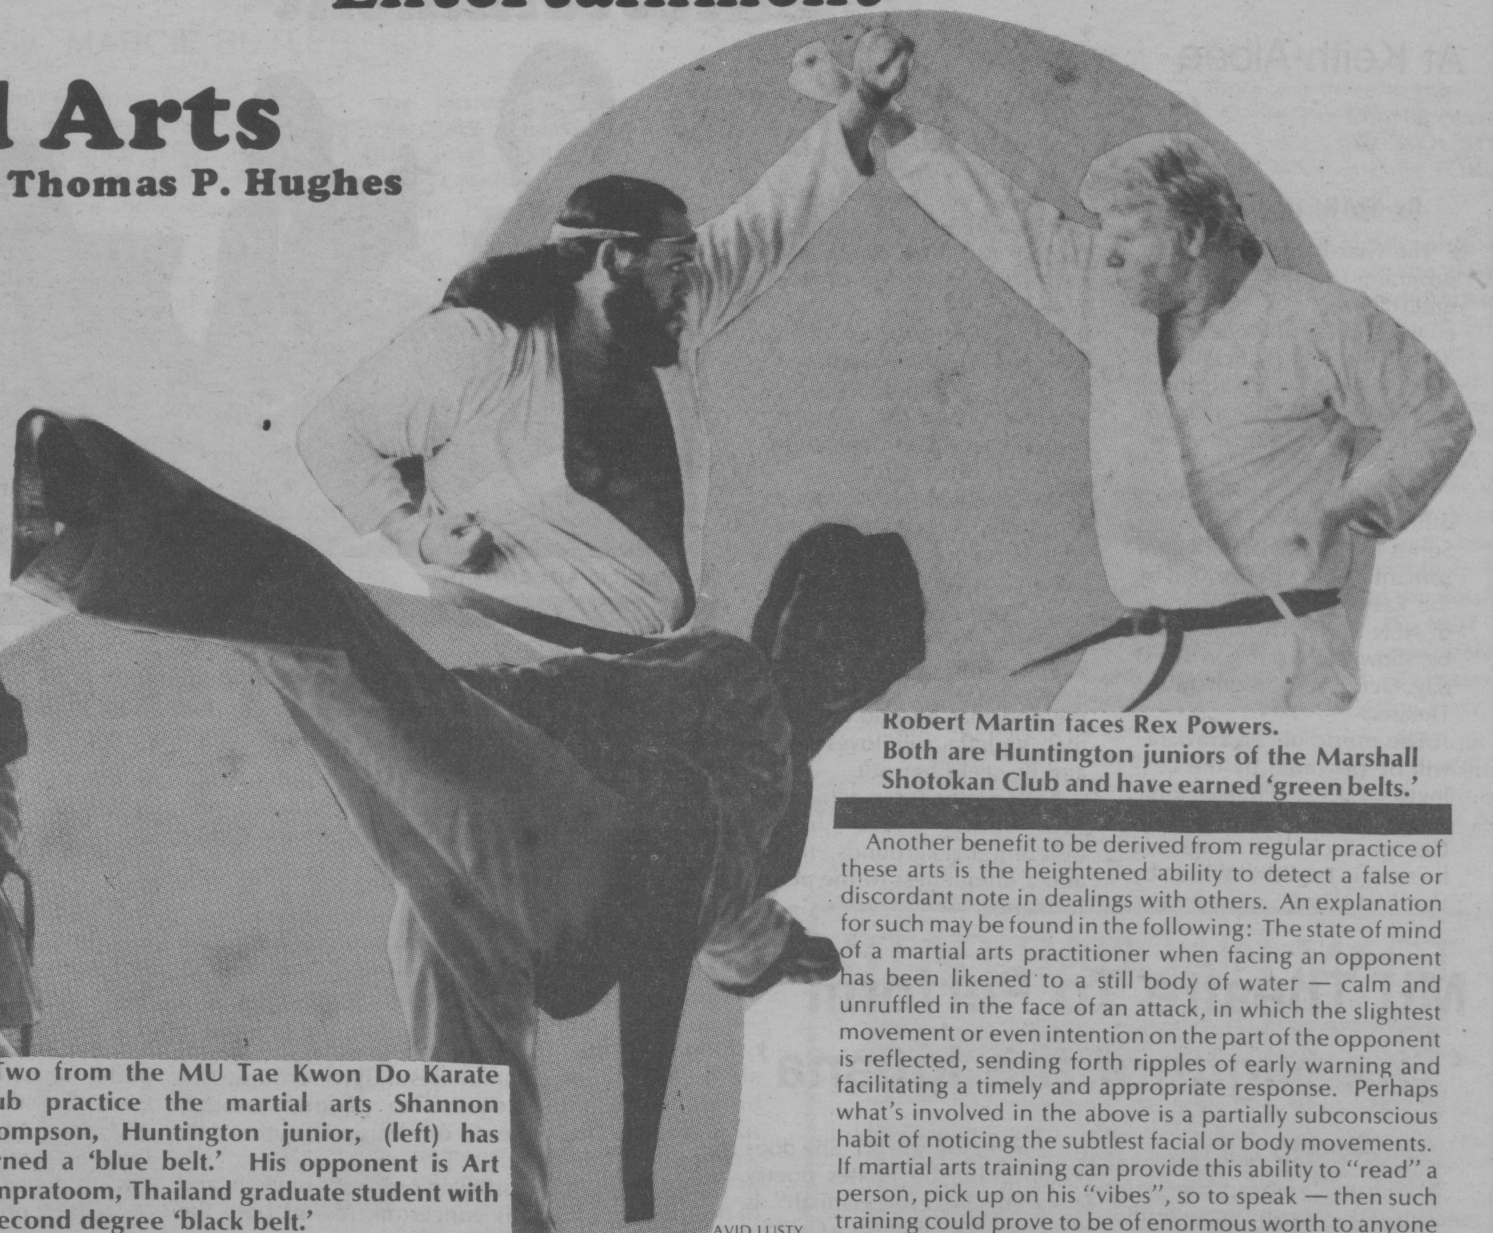 Entertainment
Arts
Thomas P. Hughes
Robert Martin faces Rex Powers.
Both are Huntington juniors of the Marshall
Shotokan Club and have earned ‘green belts.’
Another benefit to be derived from regular practice of
these arts is the heightened ability to detect a false or
discordant note in dealings with others. An explanation
for such may be found in the following: The state of mind
of a martial arts practitioner when facing an opponent
has been likened to a still body of water — calm and
unruffled in the face of an attack, in which the slightest
movement or even intention on the part of the opponent
is reflected, sending forth ripples of early warning and
facilitating a timely and appropriate response. Perhaps
what's involved in the above is a partially subconscious
habit of noticing the subtlest facial or body movements.
If martial arts training can provide this ability to “read” a
person, pick up on his “vibes”, so to speak — then such
training could prove to be of enormous worth to anyone
Two from the MU Tae Kwon Do Karate
ub practice the martial arts Shannon
ompson, Huntington junior, (left) has
rned a ‘blue belt.’ His opponent is Art
npratoom, Thailand graduate student with
econd degree ‘black belt.’
AVID LUSTY